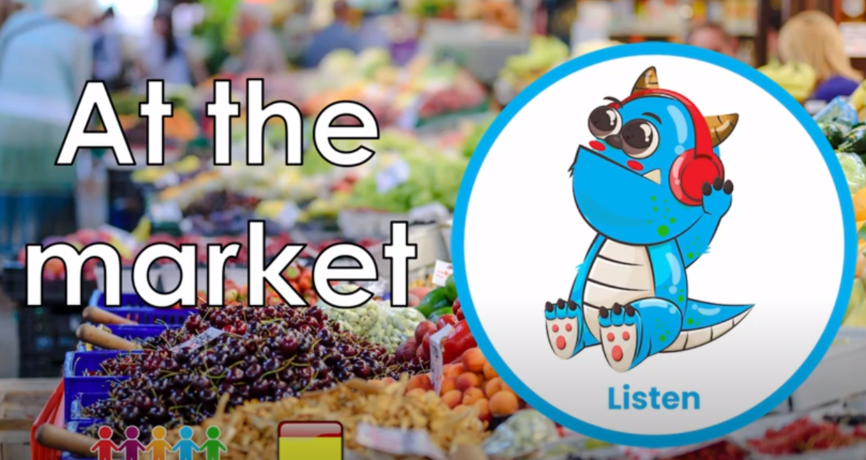 At the
market
Listen